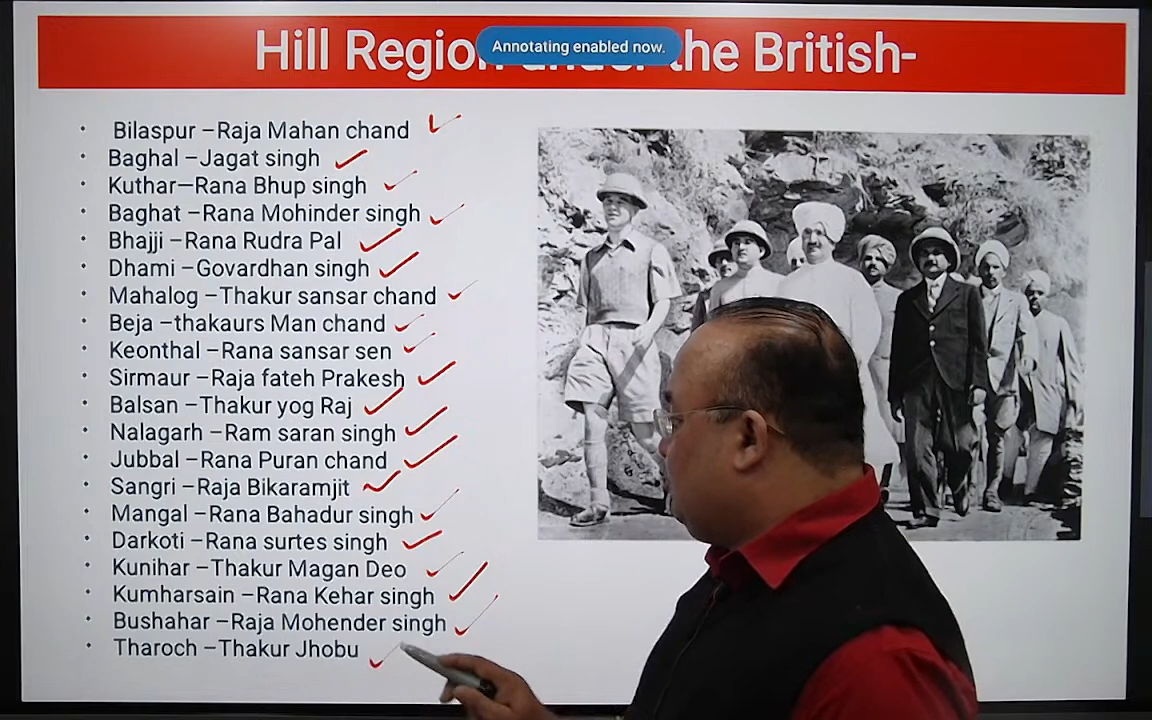 Hill Region under the British-
Annotating enabled now.
• Bilaspur –Raja Mahan chand
• Baghal –Jagat singh
• Kuthar—Rana Bhup singh
• Baghat –Rana Mohinder singh
• Bhajji –Rana Rudra Pal
• Dhami –Govardhan singh
• Mahalog –Thakur sansar chand
• Beja –thakaurs Man chand
• Keonthal –Rana sansar sen
• Sirmaur –Raja fateh Prakesh
• Balsan –Thakur yog Raj
• Nalagarh –Ram saran singh
• Jubbal –Rana Puran chand
• Sangri –Raja Bikaramjit
• Mangal –Rana Bahadur singh
• Darkoti –Rana surtes singh
• Kunihar –Thakur Magan Deo
• Kumharsain –Rana Kehar singh
• Bushahar –Raja Mohender singh
• Tharoch –Thakur Jhobu